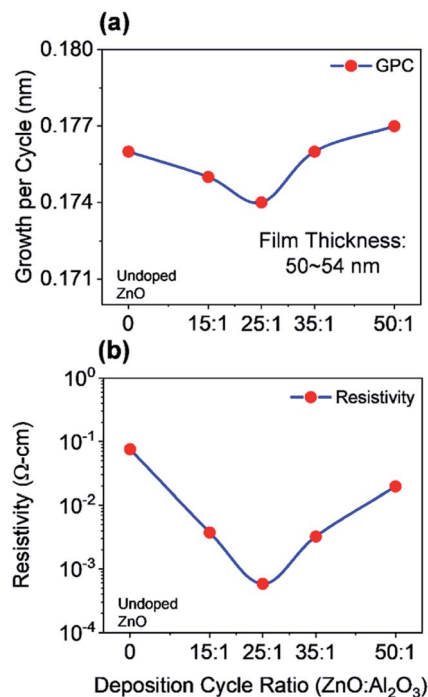 (a)
0.180
GPC
0.177
0.174
0.171
Growth per Cycle (nm)
Film Thickness:
50~54 nm
Undoped
ZnO
0 15:1 25:1 35:1 50:1
(b)
10⁰
Resistivity
10⁻¹
10⁻²
10⁻³
10⁻⁴
Resistivity (Ω-cm)
Undoped
ZnO
0 15:1 25:1 35:1 50:1
Deposition Cycle Ratio (ZnO:Al₂O₃)